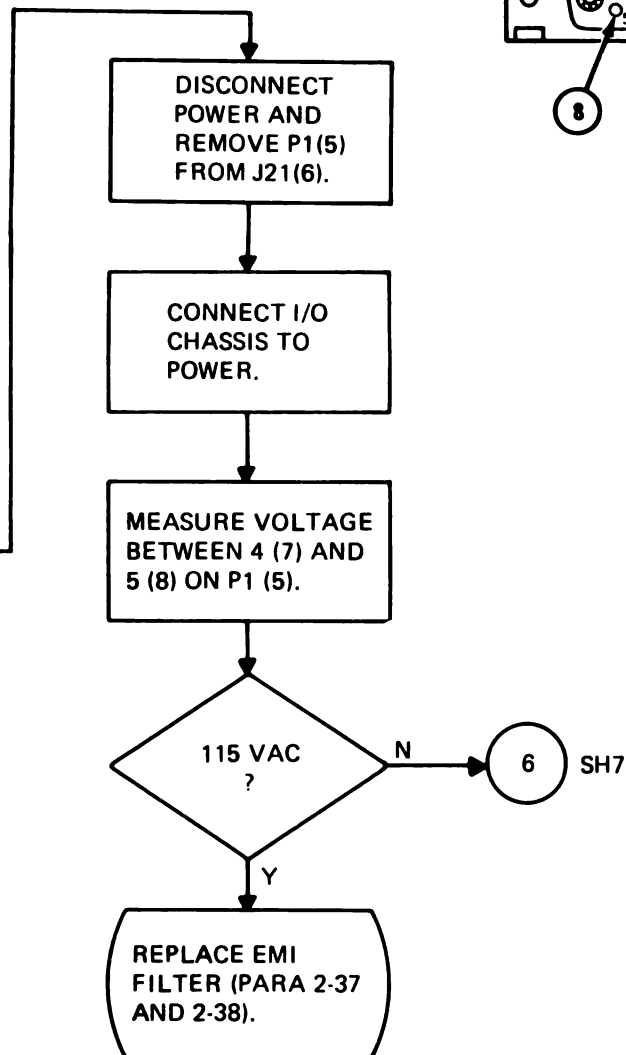 8
DISCONNECT
POWER AND
REMOVE P1(5)
FROM J21(6).
CONNECT I/O
CHASSIS TO
POWER.
MEASURE VOLTAGE
BETWEEN 4 (7) AND
5 (8) ON P1 (5).
115 VAC
?
N
6
SH7
Y
REPLACE EMI
FILTER (PARA 2-37
AND 2-38).